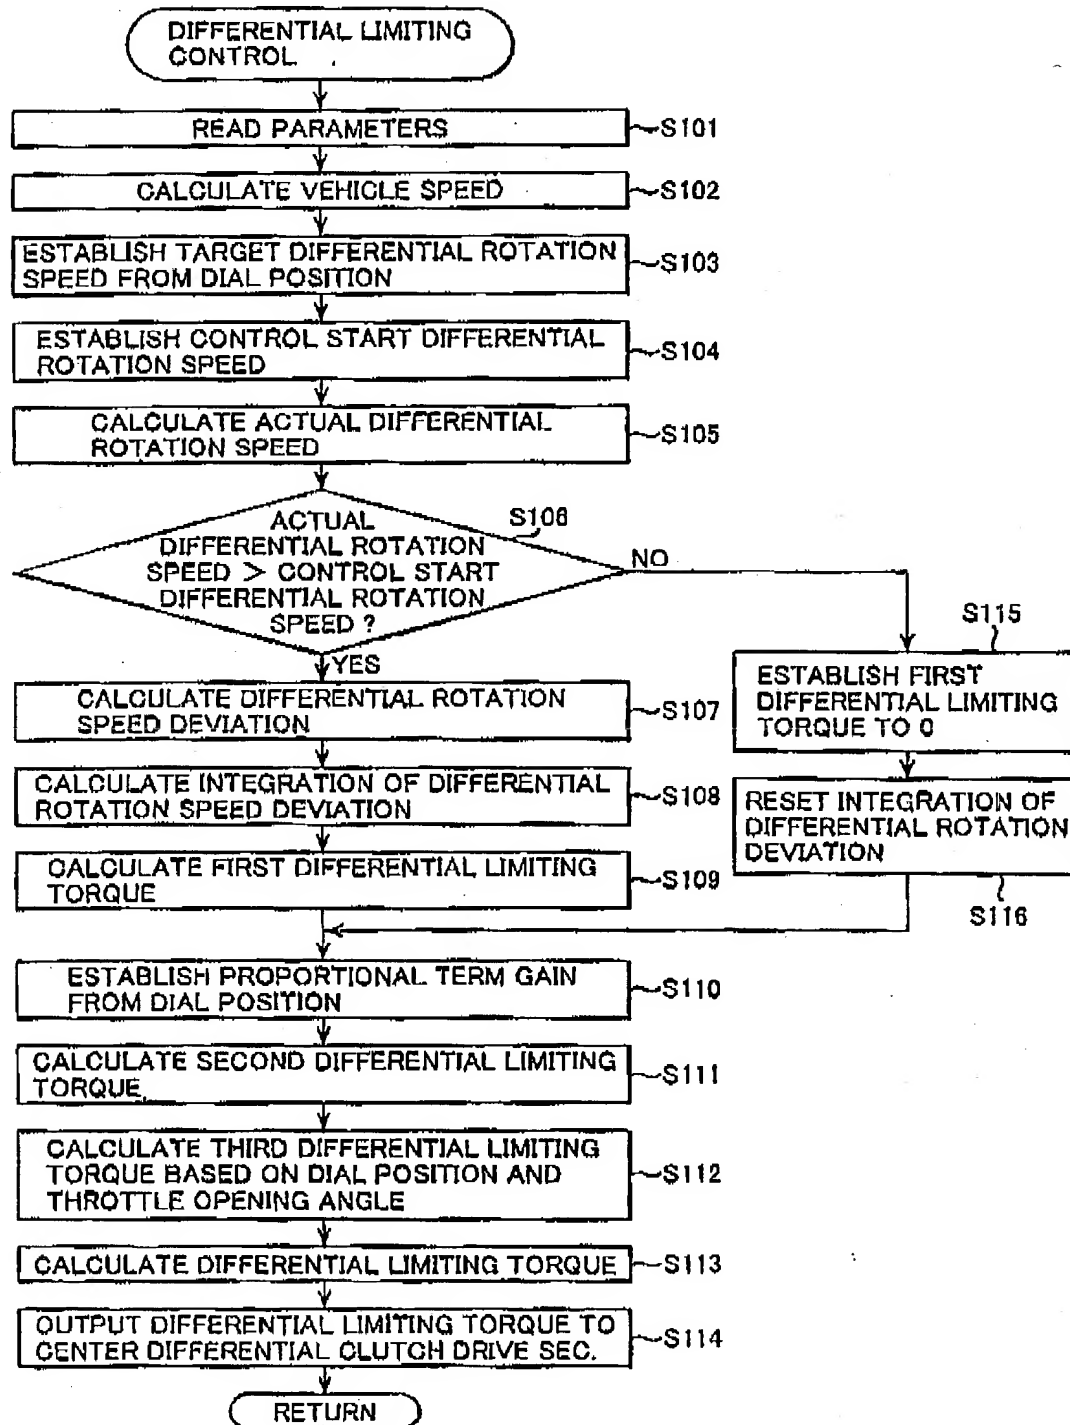 DIFFERENTIAL LIMITING
CONTROL
READ PARAMETERS
S101
CALCULATE VEHICLE SPEED
S102
ESTABLISH TARGET DIFFERENTIAL ROTATION
SPEED FROM DIAL POSITION
S103
ESTABLISH CONTROL START DIFFERENTIAL
ROTATION SPEED
S104
CALCULATE ACTUAL DIFFERENTIAL
ROTATION SPEED
S105
ACTUAL
DIFFERENTIAL ROTATION
SPEED > CONTROL START
DIFFERENTIAL ROTATION
SPEED ?
S106
NO
YES
CALCULATE DIFFERENTIAL ROTATION
SPEED DEVIATION
S107
CALCULATE INTEGRATION OF DIFFERENTIAL
ROTATION SPEED DEVIATION
S108
CALCULATE FIRST DIFFERENTIAL LIMITING
TORQUE
S109
S115
ESTABLISH FIRST
DIFFERENTIAL LIMITING
TORQUE TO 0
RESET INTEGRATION OF
DIFFERENTIAL ROTATION
DEVIATION
S116
ESTABLISH PROPORTIONAL TERM GAIN
FROM DIAL POSITION
S110
CALCULATE SECOND DIFFERENTIAL LIMITING
TORQUE
S111
CALCULATE THIRD DIFFERENTIAL LIMITING
TORQUE BASED ON DIAL POSITION AND
THROTTLE OPENING ANGLE
S112
CALCULATE DIFFERENTIAL LIMITING TORQUE
S113
OUTPUT DIFFERENTIAL LIMITING TORQUE TO
CENTER DIFFERENTIAL CLUTCH DRIVE SEC.
S114
RETURN